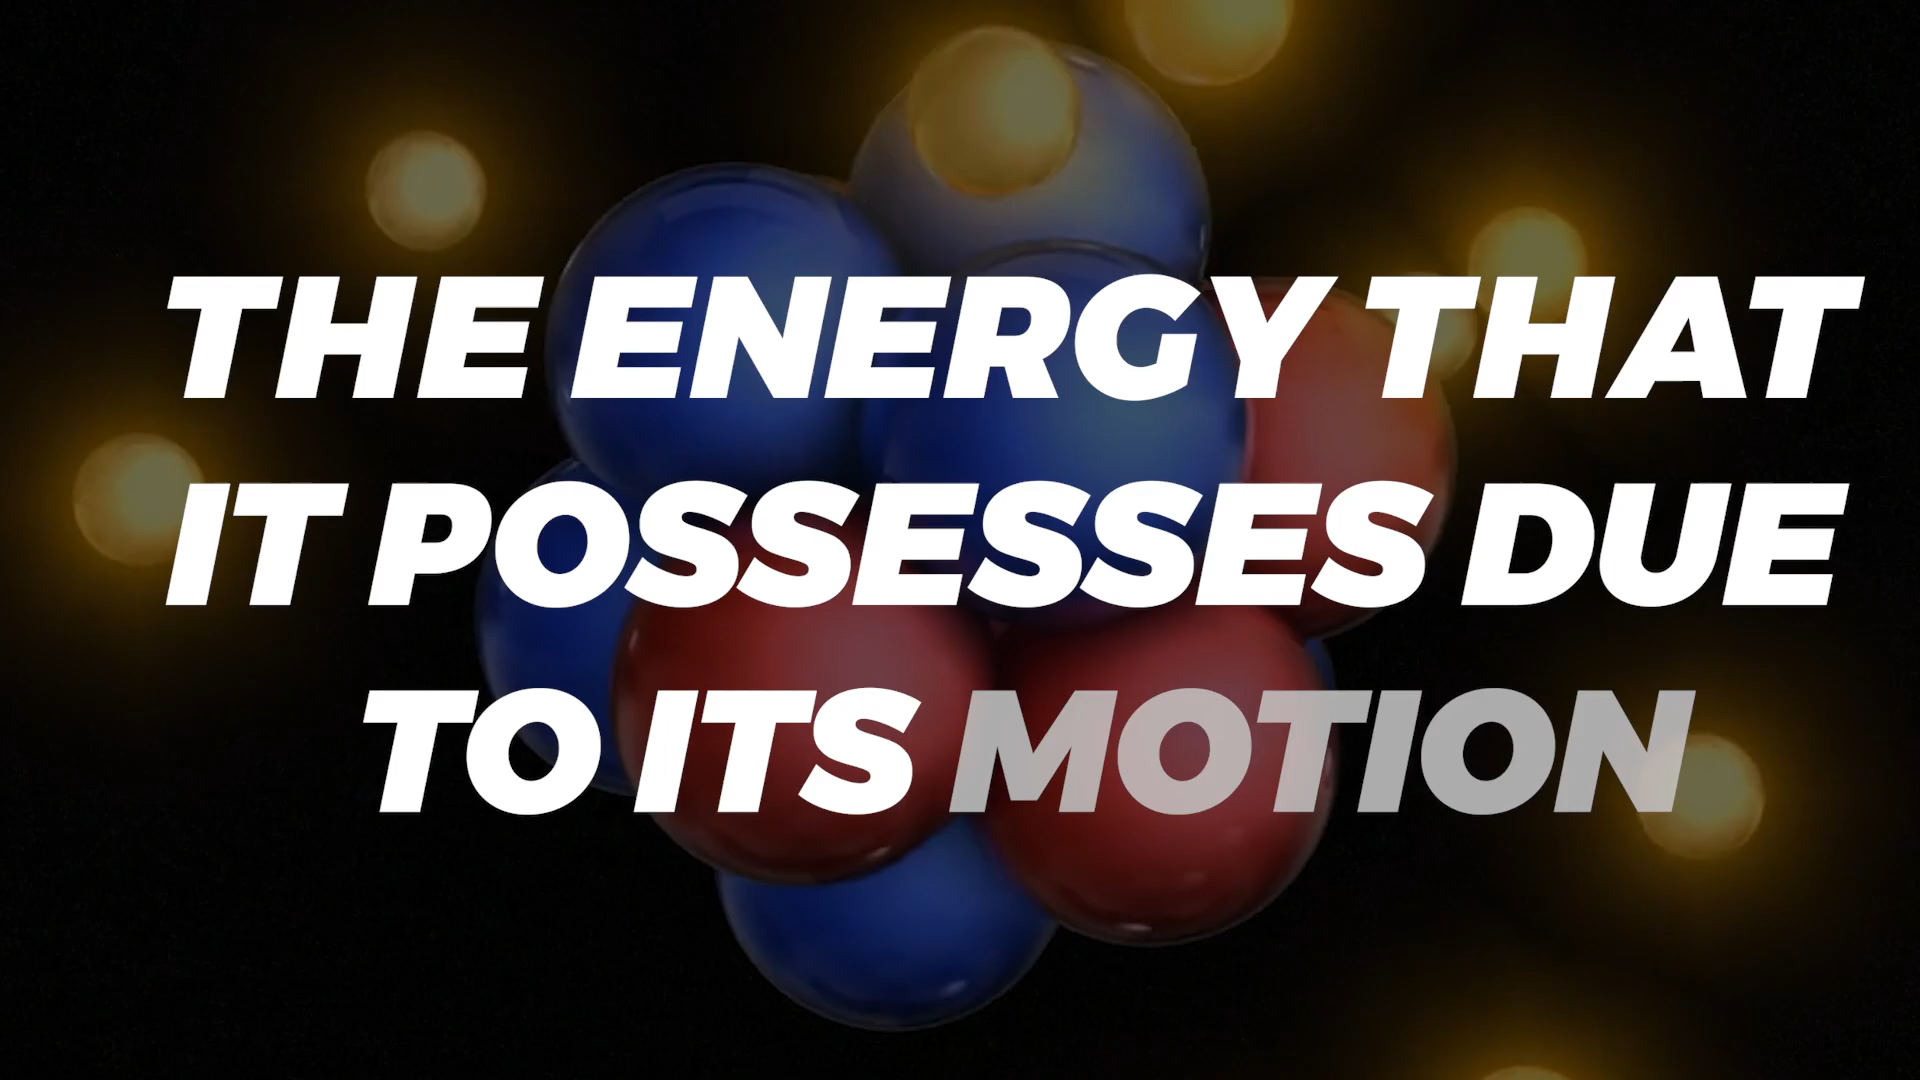 THE ENERGY THAT
IT POSSESSES DUE
TO ITS MOTION